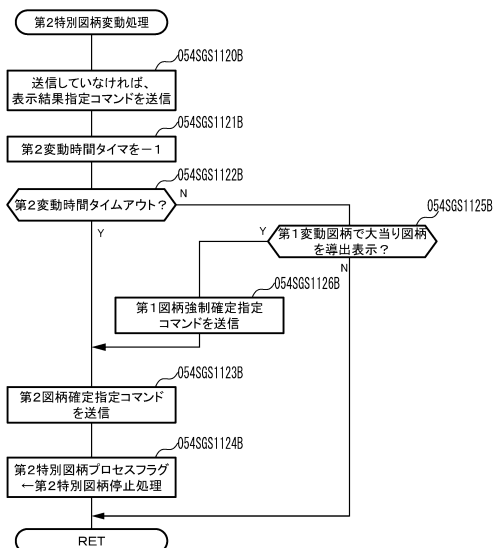 第2特別図柄変動処理
054SGS1120B
送信していなければ、
表示結果指定コマンドを送信
054SGS1121B
第2変動時間タイマを－1
054SGS1122B
第2変動時間タイムアウト？
N
Y
054SGS1125B
第1変動図柄で大当り図柄
を導出表示？
Y
N
054SGS1126B
第1図柄強制確定指定
コマンドを送信
054SGS1123B
第2図柄確定指定コマンド
を送信
054SGS1124B
第2特別図柄プロセスフラグ
←第2特別図柄停止処理
RET